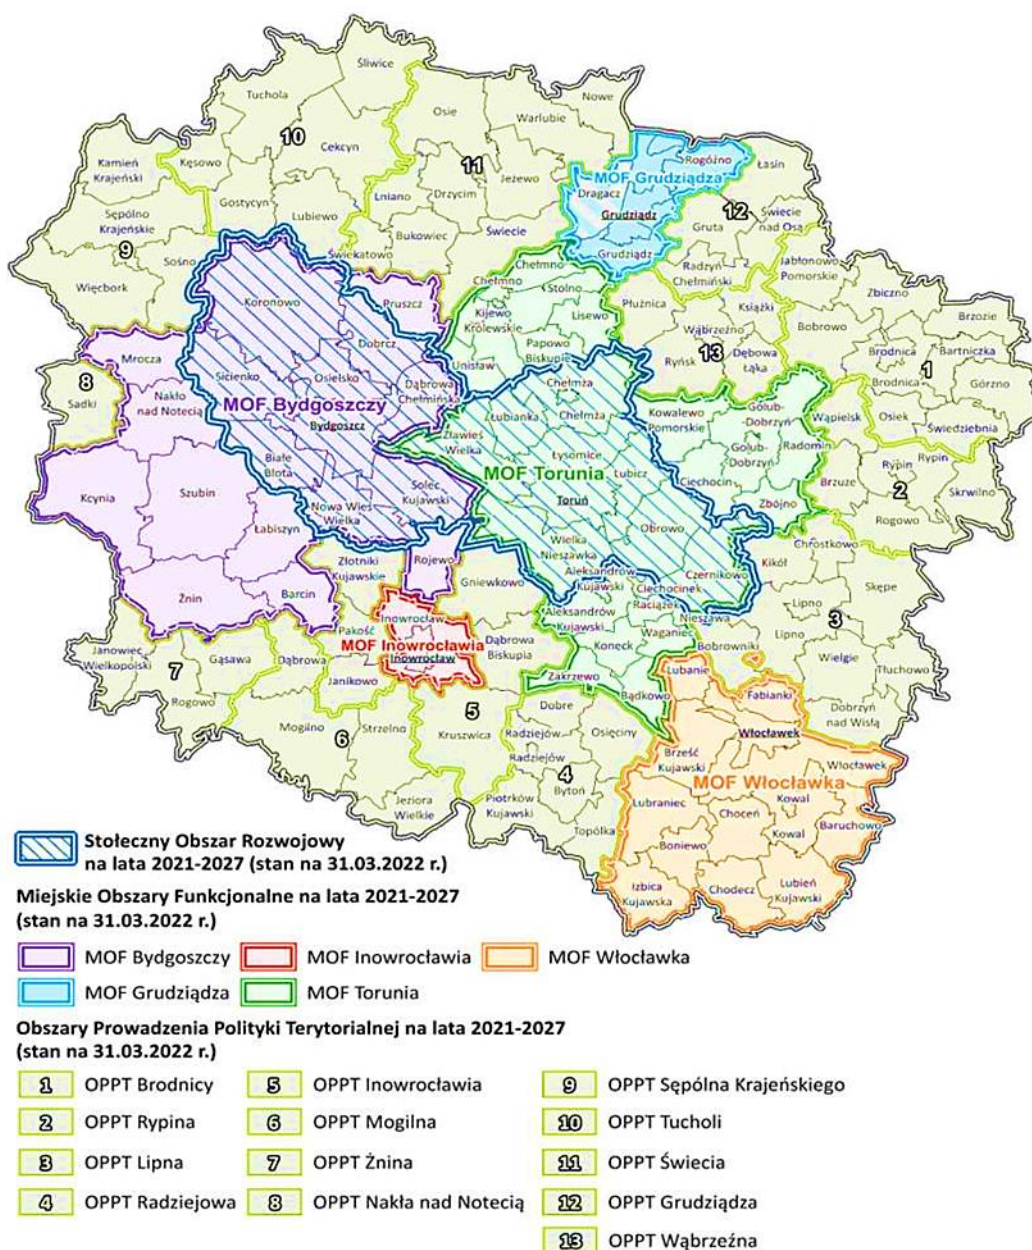 Śliwice
Tuchola
Nowe
Osie
Warlubie
10
Cekcyn
11
Rogóźno
Łasin
Kamień
Krajeński
Kęsowo
MOF Grudziądza
Jeżewo
Lniano
Drzycim
Dragacz
Gostycyn
Lubiewo
Grudziądz
12
Świecie
nad Osą
Sępólno
Krajeńskie
Bukowiec
Świecie
Gruta
9
Sośno
Świekatowo
Grudziądz
Radzyń
Chełmiński
Jabłonowo
Pomorskie
Więcbork
Chełmno
Chełmno
Stolno
Zbiczno
Koronowo
Pruszcz
Płużnica
Książki
Brzozie
Kijewo
Królewskie
Lisewo
Bobrowo
Dobrcz
Wąbrzeźno
Mrocza
Papowo
Biskupie
Ryńsk
13
Dębowa
Łąka
Brodnica
Bartniczka
Sicienko
Osielsko
Unisław
1
8
Sadki
Dąbrowa
Chełmińska
Chełmża
Brodnica
Górzno
Nakło
nad Notecią
MOF Bydgoszczy
Bydgoszcz
Łubianka
Chełmża
Kowalewo
Pomorskie
Golub-
Dobrzyń
Wąpielsk
Osiek
Świedziebnia
Zławieś
Wielka
Łysomice
Golub-
Dobrzyń
Radomin
Białe
Błota
MOF Torunia
Lubicz
Rypin
Rypin
Solec
Kujawski
Ciechocin
Brzuze
2
Skrwilno
Kcynia
Szubin
Toruń
Zbójno
Nowa Wieś
Wielka
Rogowo
Łabiszyn
Wielka
Nieszawka
Obrowo
Chrostkowo
Złotniki
Kujawskie
Rojewo
Aleksandrów
Kujawski
Czernikowo
Kikół
Gniewkowo
Ciechocinek
Skępe
Żnin
Barcin
Raciążek
Lipno
Inowrocław
Aleksandrów
Kujawski
Nieszawa
3
Pakość
Waganiec
Lipno
MOF Inowrocławia
Dąbrowa
Biskupia
Koneck
Bobrowniki
Janowiec
Wielkopolski
Inowrocław
Wielgie
7
Gąsawa
Dąbrowa
Janikowo
Zakrzewo
Lubanie
Tłuchowo
Bądkowo
Fabianki
Rogowo
5
Dobre
Dobrzyń
nad Wisłą
Mogilno
Strzelno
Osięciny
Włocławek
6
Kruszwica
Radziejów
Radziejów
Brześć
Kujawski
Włocławek
4
MOF Włocławka
Bytoń
Jeziora
Wielkie
Piotrków
Kujawski
Lubraniec
Kowal
Choceń
Topólka
Kowal
Baruchowo
Boniewo
Izbica
Kujawska
Chodecz
Lubień
Kujawski
Stołeczny Obszar Rozwojowy
na lata 2021-2027 (stan na 31.03.2022 r.)
Miejskie Obszary Funkcjonalne na lata 2021-2027
(stan na 31.03.2022 r.)
MOF Bydgoszczy MOF Inowrocławia MOF Włocławka
MOF Grudziądza MOF Torunia
Obszary Prowadzenia Polityki Terytorialnej na lata 2021-2027
(stan na 31.03.2022 r.)
1 OPPT Brodnicy 5 OPPT Inowrocławia 9 OPPT Sępólna Krajeńskiego
2 OPPT Rypina 6 OPPT Mogilna 10 OPPT Tucholi
3 OPPT Lipna 7 OPPT Żnina 11 OPPT Świecia
4 OPPT Radziejowa 8 OPPT Nakła nad Notecią 12 OPPT Grudziądza
13 OPPT Wąbrzeźna